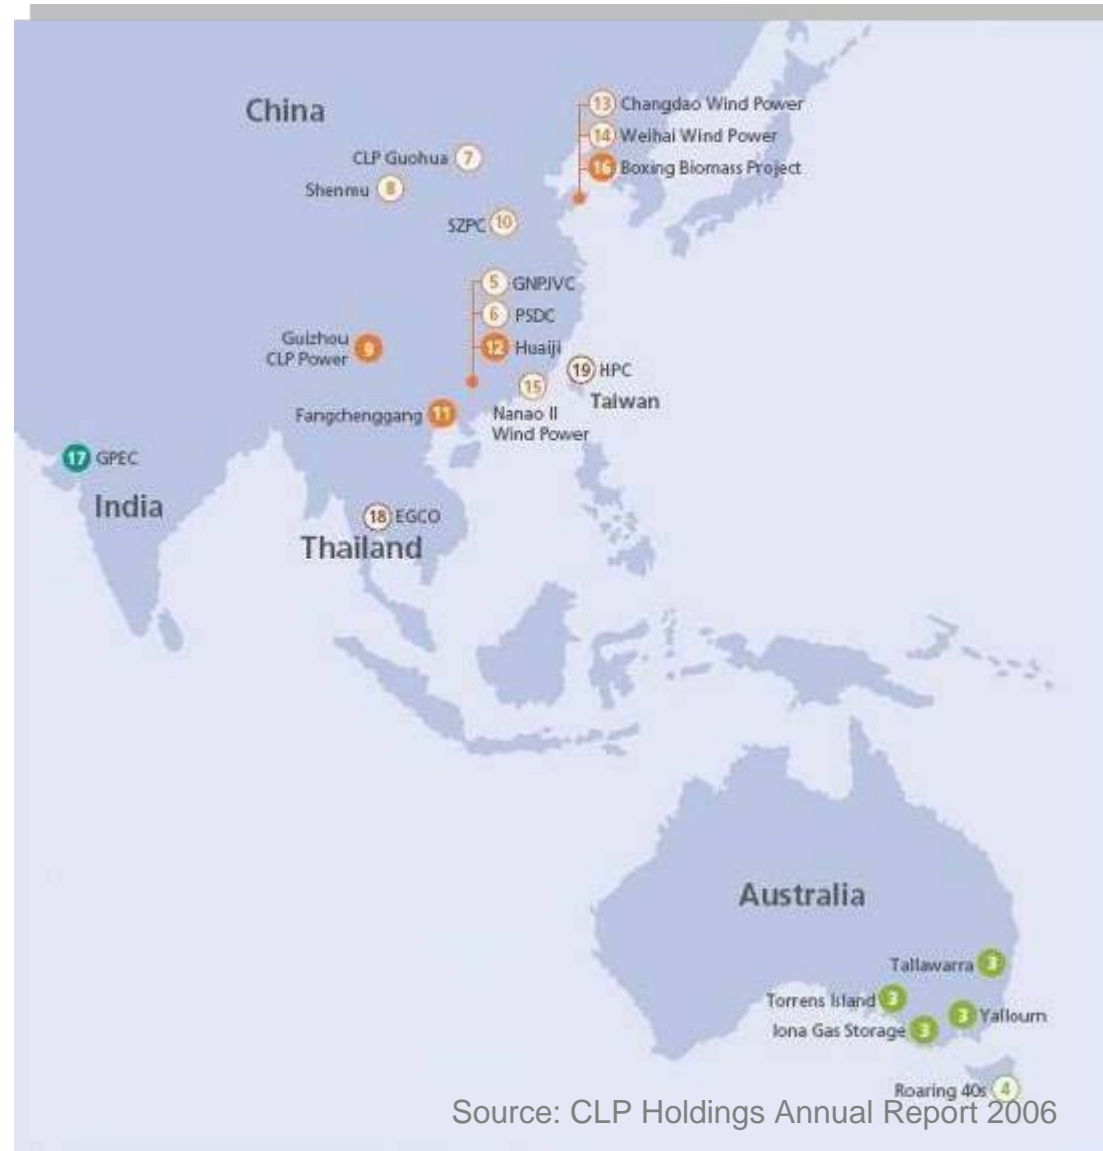 China
13 Changdao Wind Power
14 Weihai Wind Power
16 Boxing Biomass Project
CLP Guohua 7
Shenmu 8
SZPC 10
5 GNPJVC
6 PSDC
12 Huaiji
Guizhou
CLP Power 9
19 HPC
Taiwan
15
Nanao II
Wind Power
Fangchenggang 11
17 GPEC
India
18 EGCO
Thailand
Australia
Tallawarra 3
Torrens Island 3
3 Yallourn
Iona Gas Storage 3
Roaring 40s 4
Source: CLP Holdings Annual Report 2006